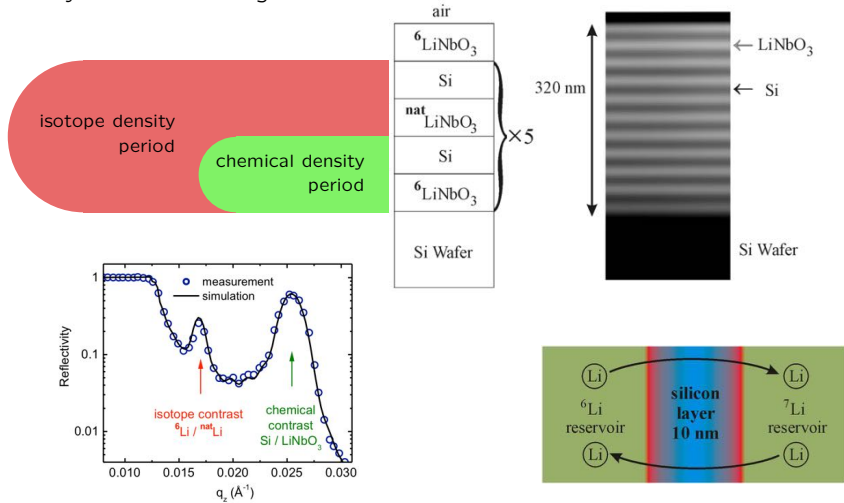 air
⁶LiNbO₃
Si
ⁿᵃᵗLiNbO₃
Si
⁶LiNbO₃
×5
Si Wafer
isotope density
period
chemical density
period
320 nm
LiNbO₃
Si
Si Wafer
1
0.1
0.01
Reflectivity
measurement
simulation
isotope contrast
⁶Li / ⁿᵃᵗLi
chemical
contrast
Si / LiNbO₃
0.010 0.015 0.020 0.025 0.030
q_z (Å⁻¹)
Li
Li
⁶Li
reservoir
silicon
layer
10 nm
⁷Li
reservoir
Li
Li